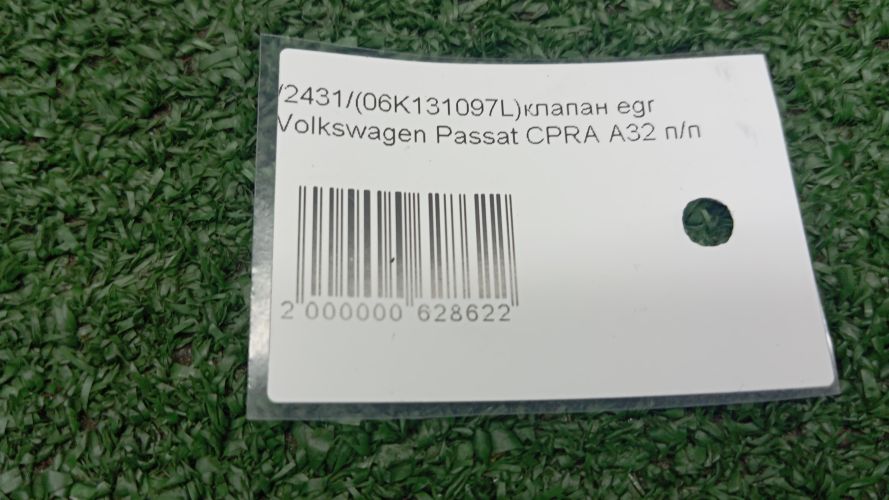 /2431/(06K131097L)клапан egr
Volkswagen Passat CPRA A32 п/п
2 000000 628622